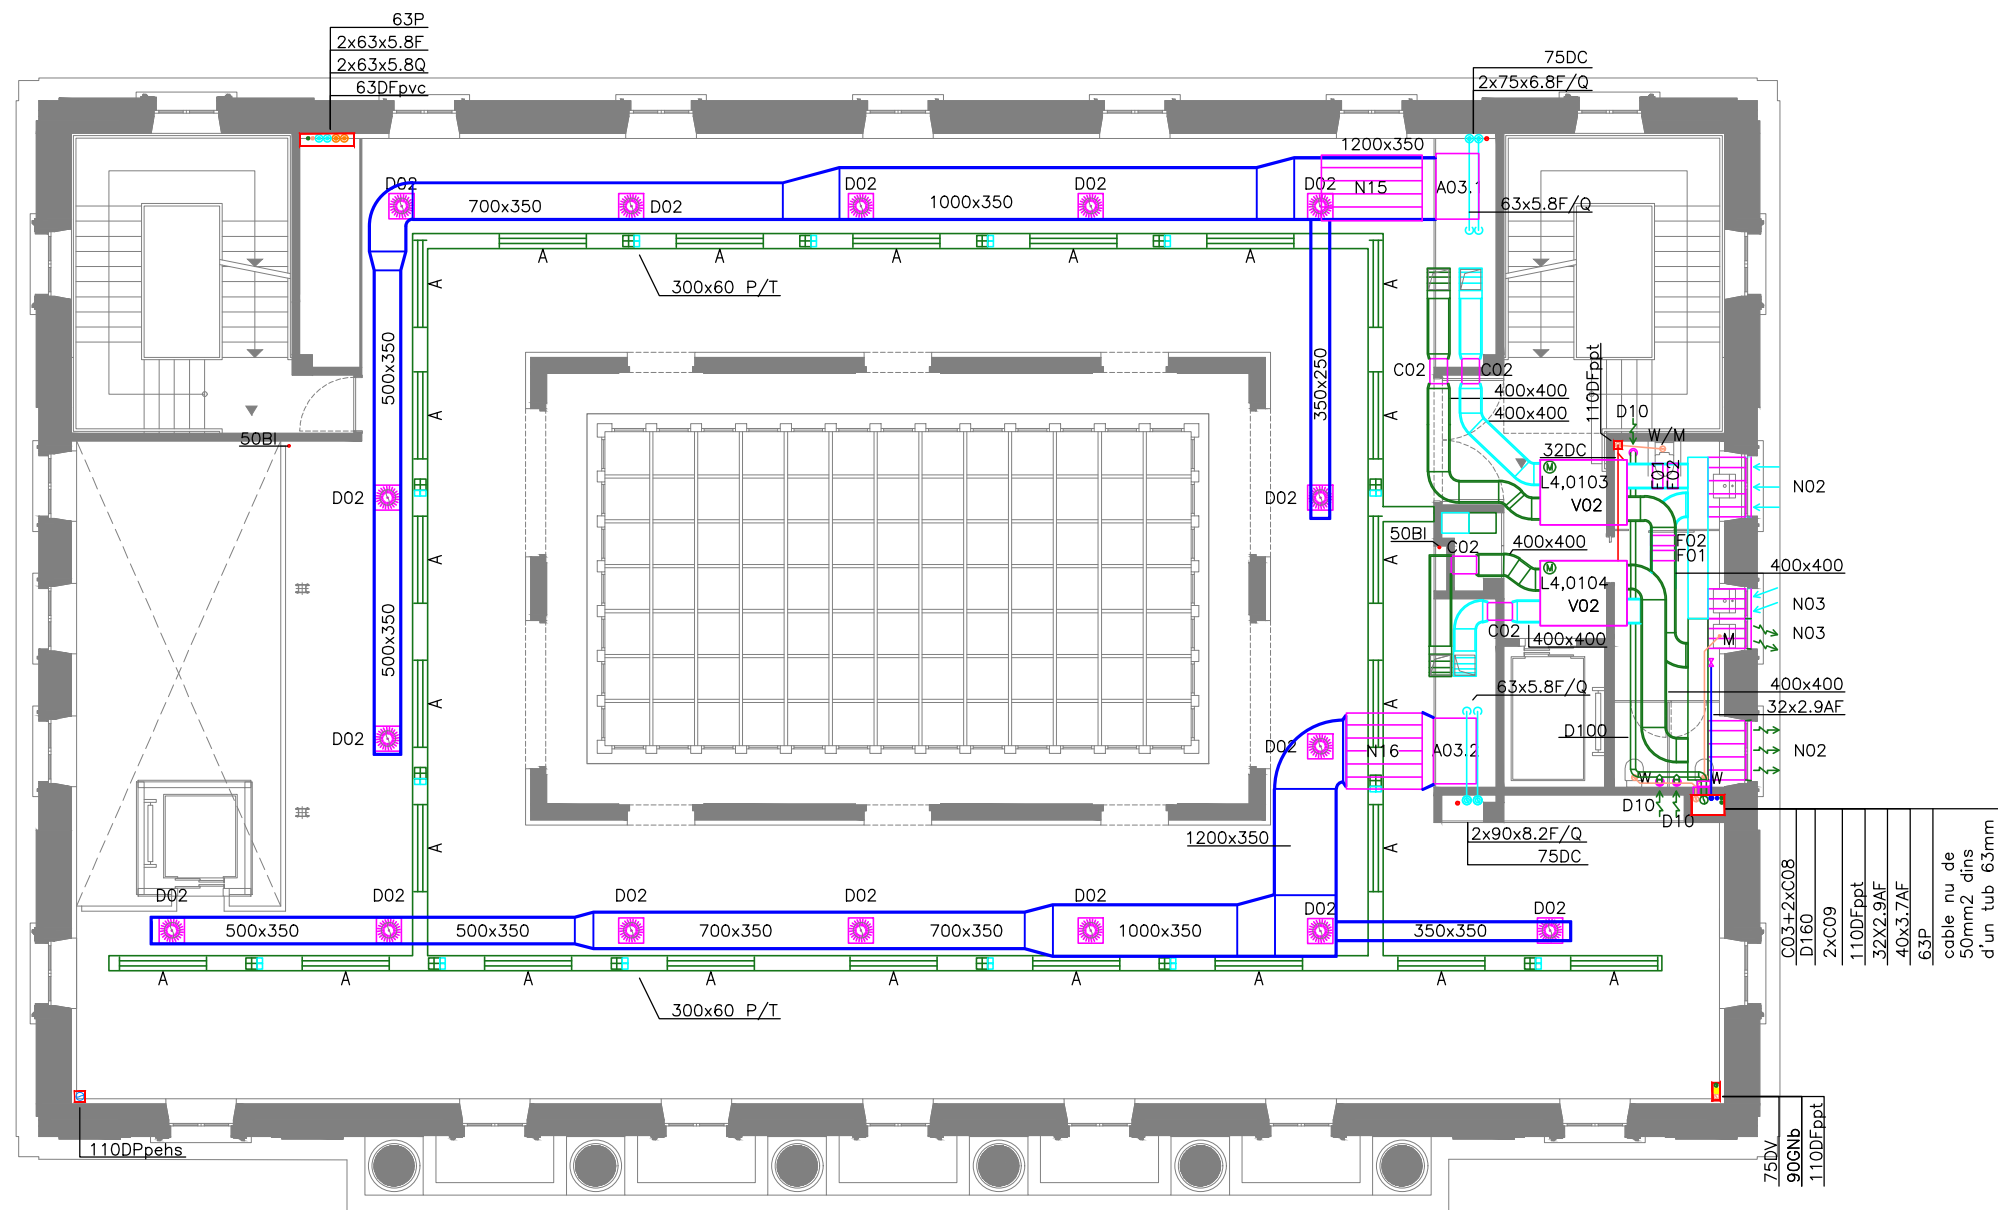 63P
2x63x5.8F
2x63x5.8Q
63DFpvc
75DC
2x75x6.8F/Q
1200x350
D02
D02
D02
D02
D02
N15
A03.1
700x350
1000x350
63x5.8F/Q
A
A
A
A
A
300x60 P/T
A
A
500x350
350x250
C02
C02
400x400
400x400
110DFppt
D10
A
A
50BI
W/M
32DC
L4,0103
V02
F01
F02
N02
D02
D02
50BI
C02
400x400
F02
F01
A
A
400x400
L4,0104
V02
N03
N03
C02
400x400
M
500x350
63x5.8F/Q
400x400
32x2.9AF
A
A
D02
D02
N16
A03.2
D100
N02
W
W
D10
D10
1200x350
2x90x8.2F/Q
75DC
A
A
D02
D02
D02
D02
D02
D02
D02
500x350
500x350
700x350
700x350
1000x350
350x350
A
A
A
A
A
A
A
A
A
300x60 P/T
C03+2xC08
D160
2xC09
110DFppt
32X2.9AF
40x3.7AF
63P
cable nu de
50mm2 dins
d'un tub 63mm
110DPpehs
75DV
90GNb
110DFppt